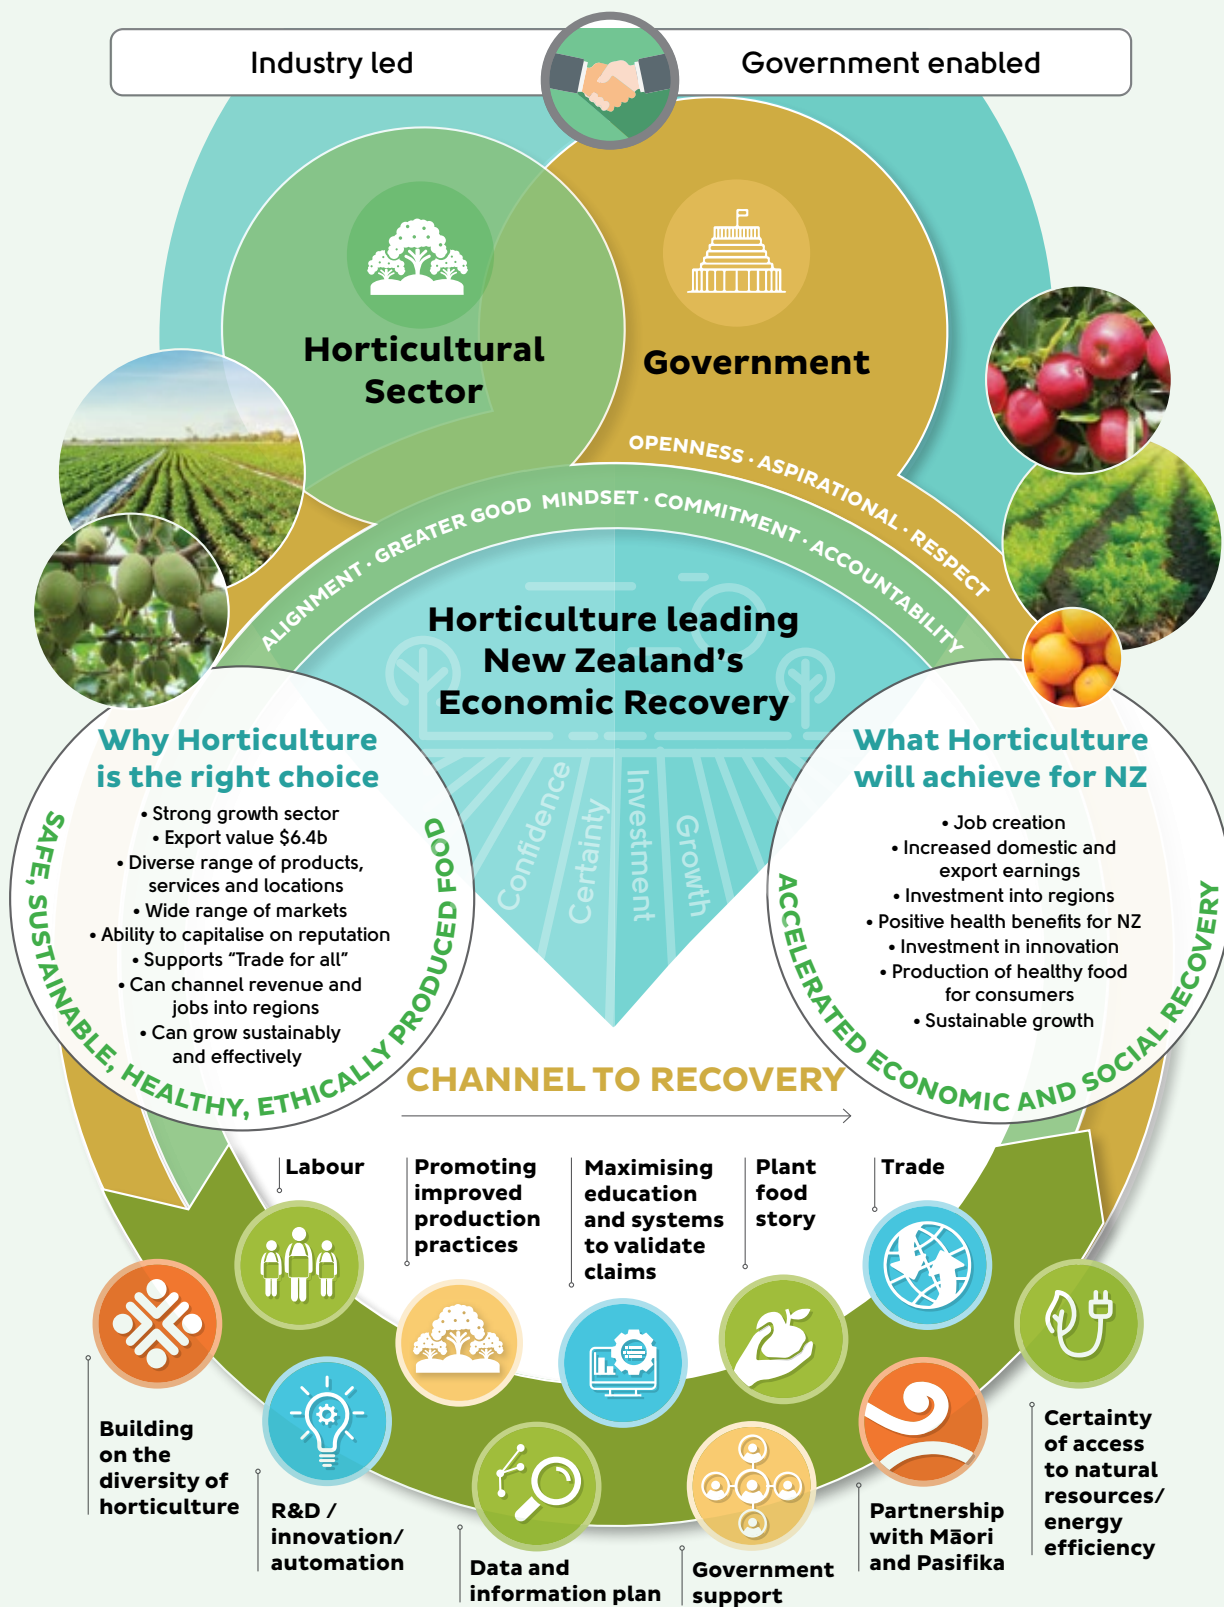 Industry led
Government enabled
Horticultural
Sector
Government
OPENNESS · ASPIRATIONAL · RESPECT
ALIGNMENT · GREATER GOOD MINDSET · COMMITMENT · ACCOUNTABILITY
Horticulture leading
New Zealand's
Economic Recovery
Confidence
Certainty
Investment
Growth
Why Horticulture
is the right choice
• Strong growth sector
• Export value $6.4b
• Diverse range of products,
services and locations
• Wide range of markets
• Ability to capitalise on reputation
• Supports “Trade for all”
• Can channel revenue and
jobs into regions
• Can grow sustainably
and effectively
SAFE, SUSTAINABLE, HEALTHY, ETHICALLY PRODUCED FOOD
What Horticulture
will achieve for NZ
• Job creation
• Increased domestic and
export earnings
• Investment into regions
• Positive health benefits for NZ
• Investment in innovation
• Production of healthy food
for consumers
• Sustainable growth
ACCELERATED ECONOMIC AND SOCIAL RECOVERY
CHANNEL TO RECOVERY
Labour
Promoting
improved
production
practices
Maximising
education
and systems
to validate
claims
Plant
food
story
Trade
Building
on the
diversity of
horticulture
R&D /
innovation/
automation
Data and
information plan
Government
support
Partnership
with Māori
and Pasifika
Certainty
of access
to natural
resources/
energy
efficiency